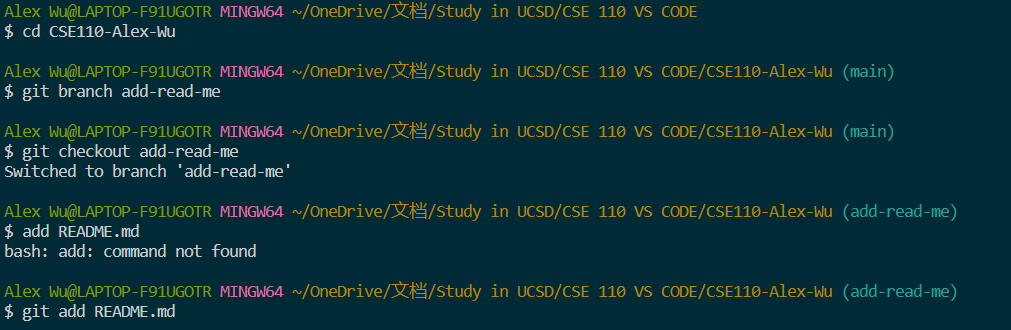 Alex Wu@LAPTOP-F91UGOTR MINGW64 ~/OneDrive/文档/Study in UCSD/CSE 110 VS CODE
$ cd CSE110-Alex-Wu
Alex Wu@LAPTOP-F91UGOTR MINGW64 ~/OneDrive/文档/Study in UCSD/CSE 110 VS CODE/CSE110-Alex-Wu (main)
$ git branch add-read-me
Alex Wu@LAPTOP-F91UGOTR MINGW64 ~/OneDrive/文档/Study in UCSD/CSE 110 VS CODE/CSE110-Alex-Wu (main)
$ git checkout add-read-me
Switched to branch 'add-read-me'
Alex Wu@LAPTOP-F91UGOTR MINGW64 ~/OneDrive/文档/Study in UCSD/CSE 110 VS CODE/CSE110-Alex-Wu (add-read-me)
$ add README.md
bash: add: command not found
Alex Wu@LAPTOP-F91UGOTR MINGW64 ~/OneDrive/文档/Study in UCSD/CSE 110 VS CODE/CSE110-Alex-Wu (add-read-me)
$ git add README.md